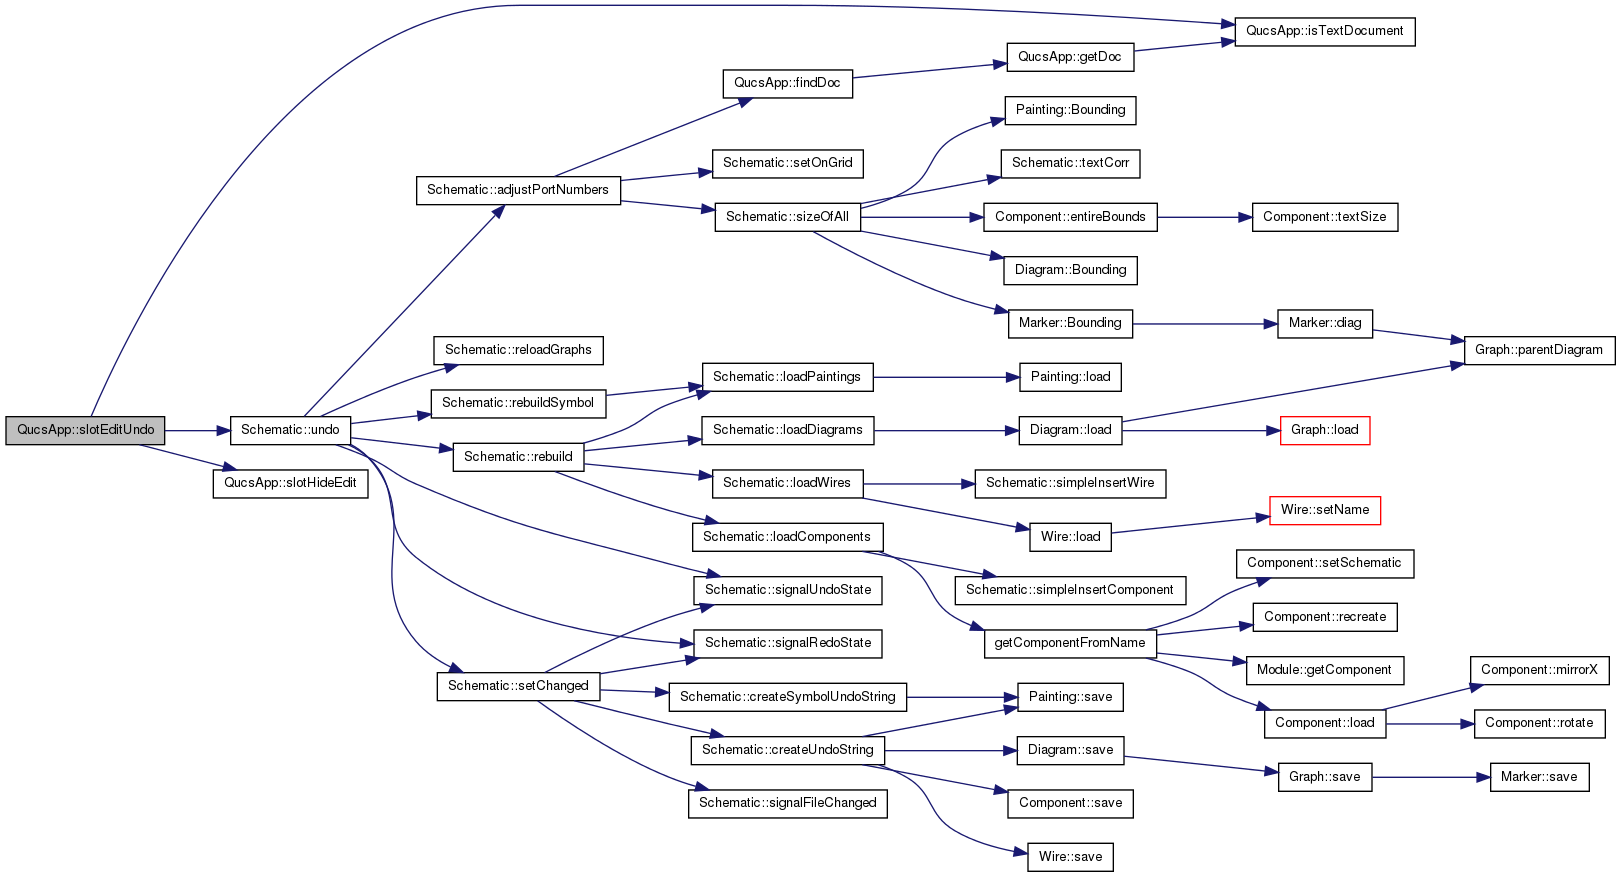 QucsApp::isTextDocument
QucsApp::getDoc
QucsApp::findDoc
Painting::Bounding
Schematic::setOnGrid
Schematic::textCorr
Schematic::adjustPortNumbers
Schematic::sizeOfAll
Component::entireBounds
Component::textSize
Diagram::Bounding
Marker::Bounding
Marker::diag
Schematic::reloadGraphs
Graph::parentDiagram
Schematic::loadPaintings
Painting::load
Schematic::rebuildSymbol
QucsApp::slotEditUndo
Schematic::undo
Schematic::loadDiagrams
Diagram::load
Graph::load
Schematic::rebuild
QucsApp::slotHideEdit
Schematic::loadWires
Schematic::simpleInsertWire
Wire::setName
Schematic::loadComponents
Wire::load
Component::setSchematic
Schematic::signalUndoState
Schematic::simpleInsertComponent
Component::recreate
Schematic::signalRedoState
getComponentFromName
Module::getComponent
Component::mirrorX
Schematic::setChanged
Schematic::createSymbolUndoString
Painting::save
Component::load
Component::rotate
Schematic::createUndoString
Diagram::save
Graph::save
Marker::save
Schematic::signalFileChanged
Component::save
Wire::save